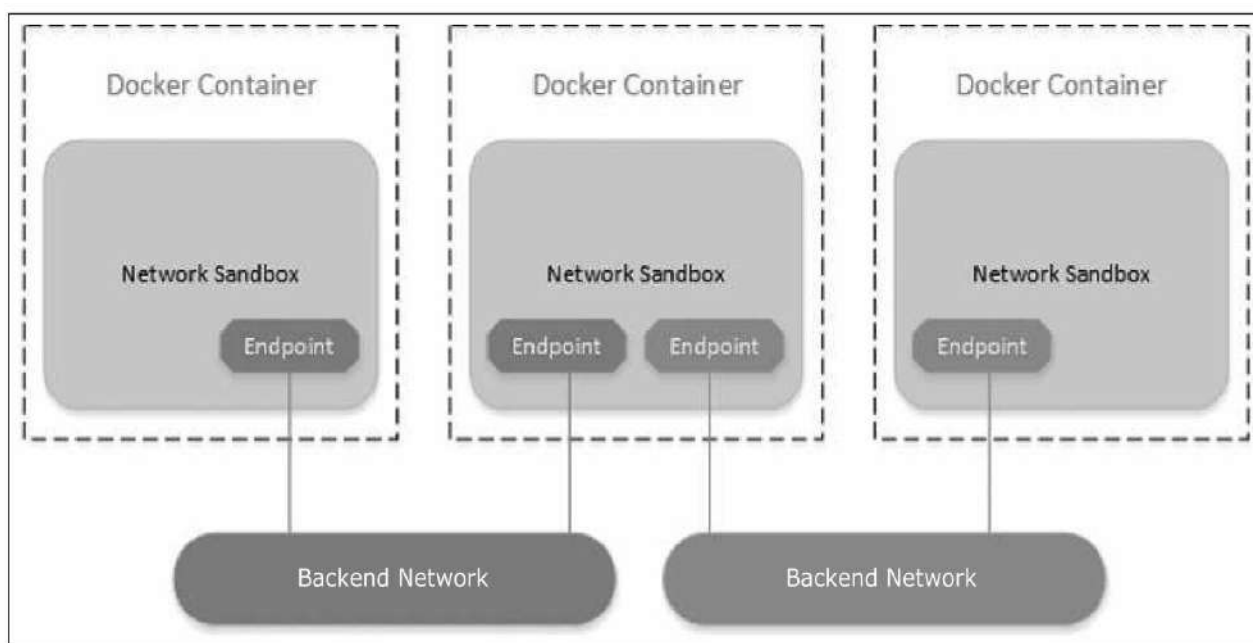 Docker Container
Docker Container
Docker Container
Network Sandbox
Network Sandbox
Network Sandbox
Endpoint
Endpoint
Endpoint
Endpoint
Backend Network
Backend Network